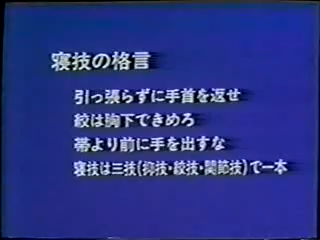 寝技の格言
引っ張らずに手首を返せ
絞は胸下できめろ
帯より前に手を出すな
寝技は三技(抑技・絞技・関節技)で一本